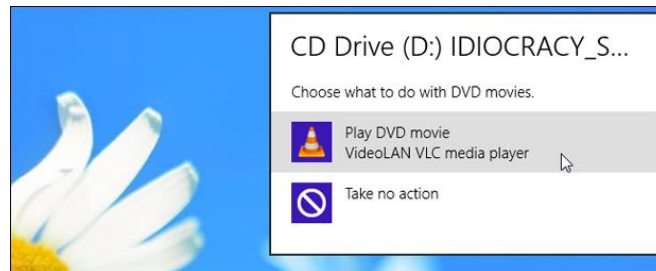 CD Drive (D:) IDIOCRACY_S...
Choose what to do with DVD movies.
Play DVD movie
VideoLAN VLC media player
Take no action